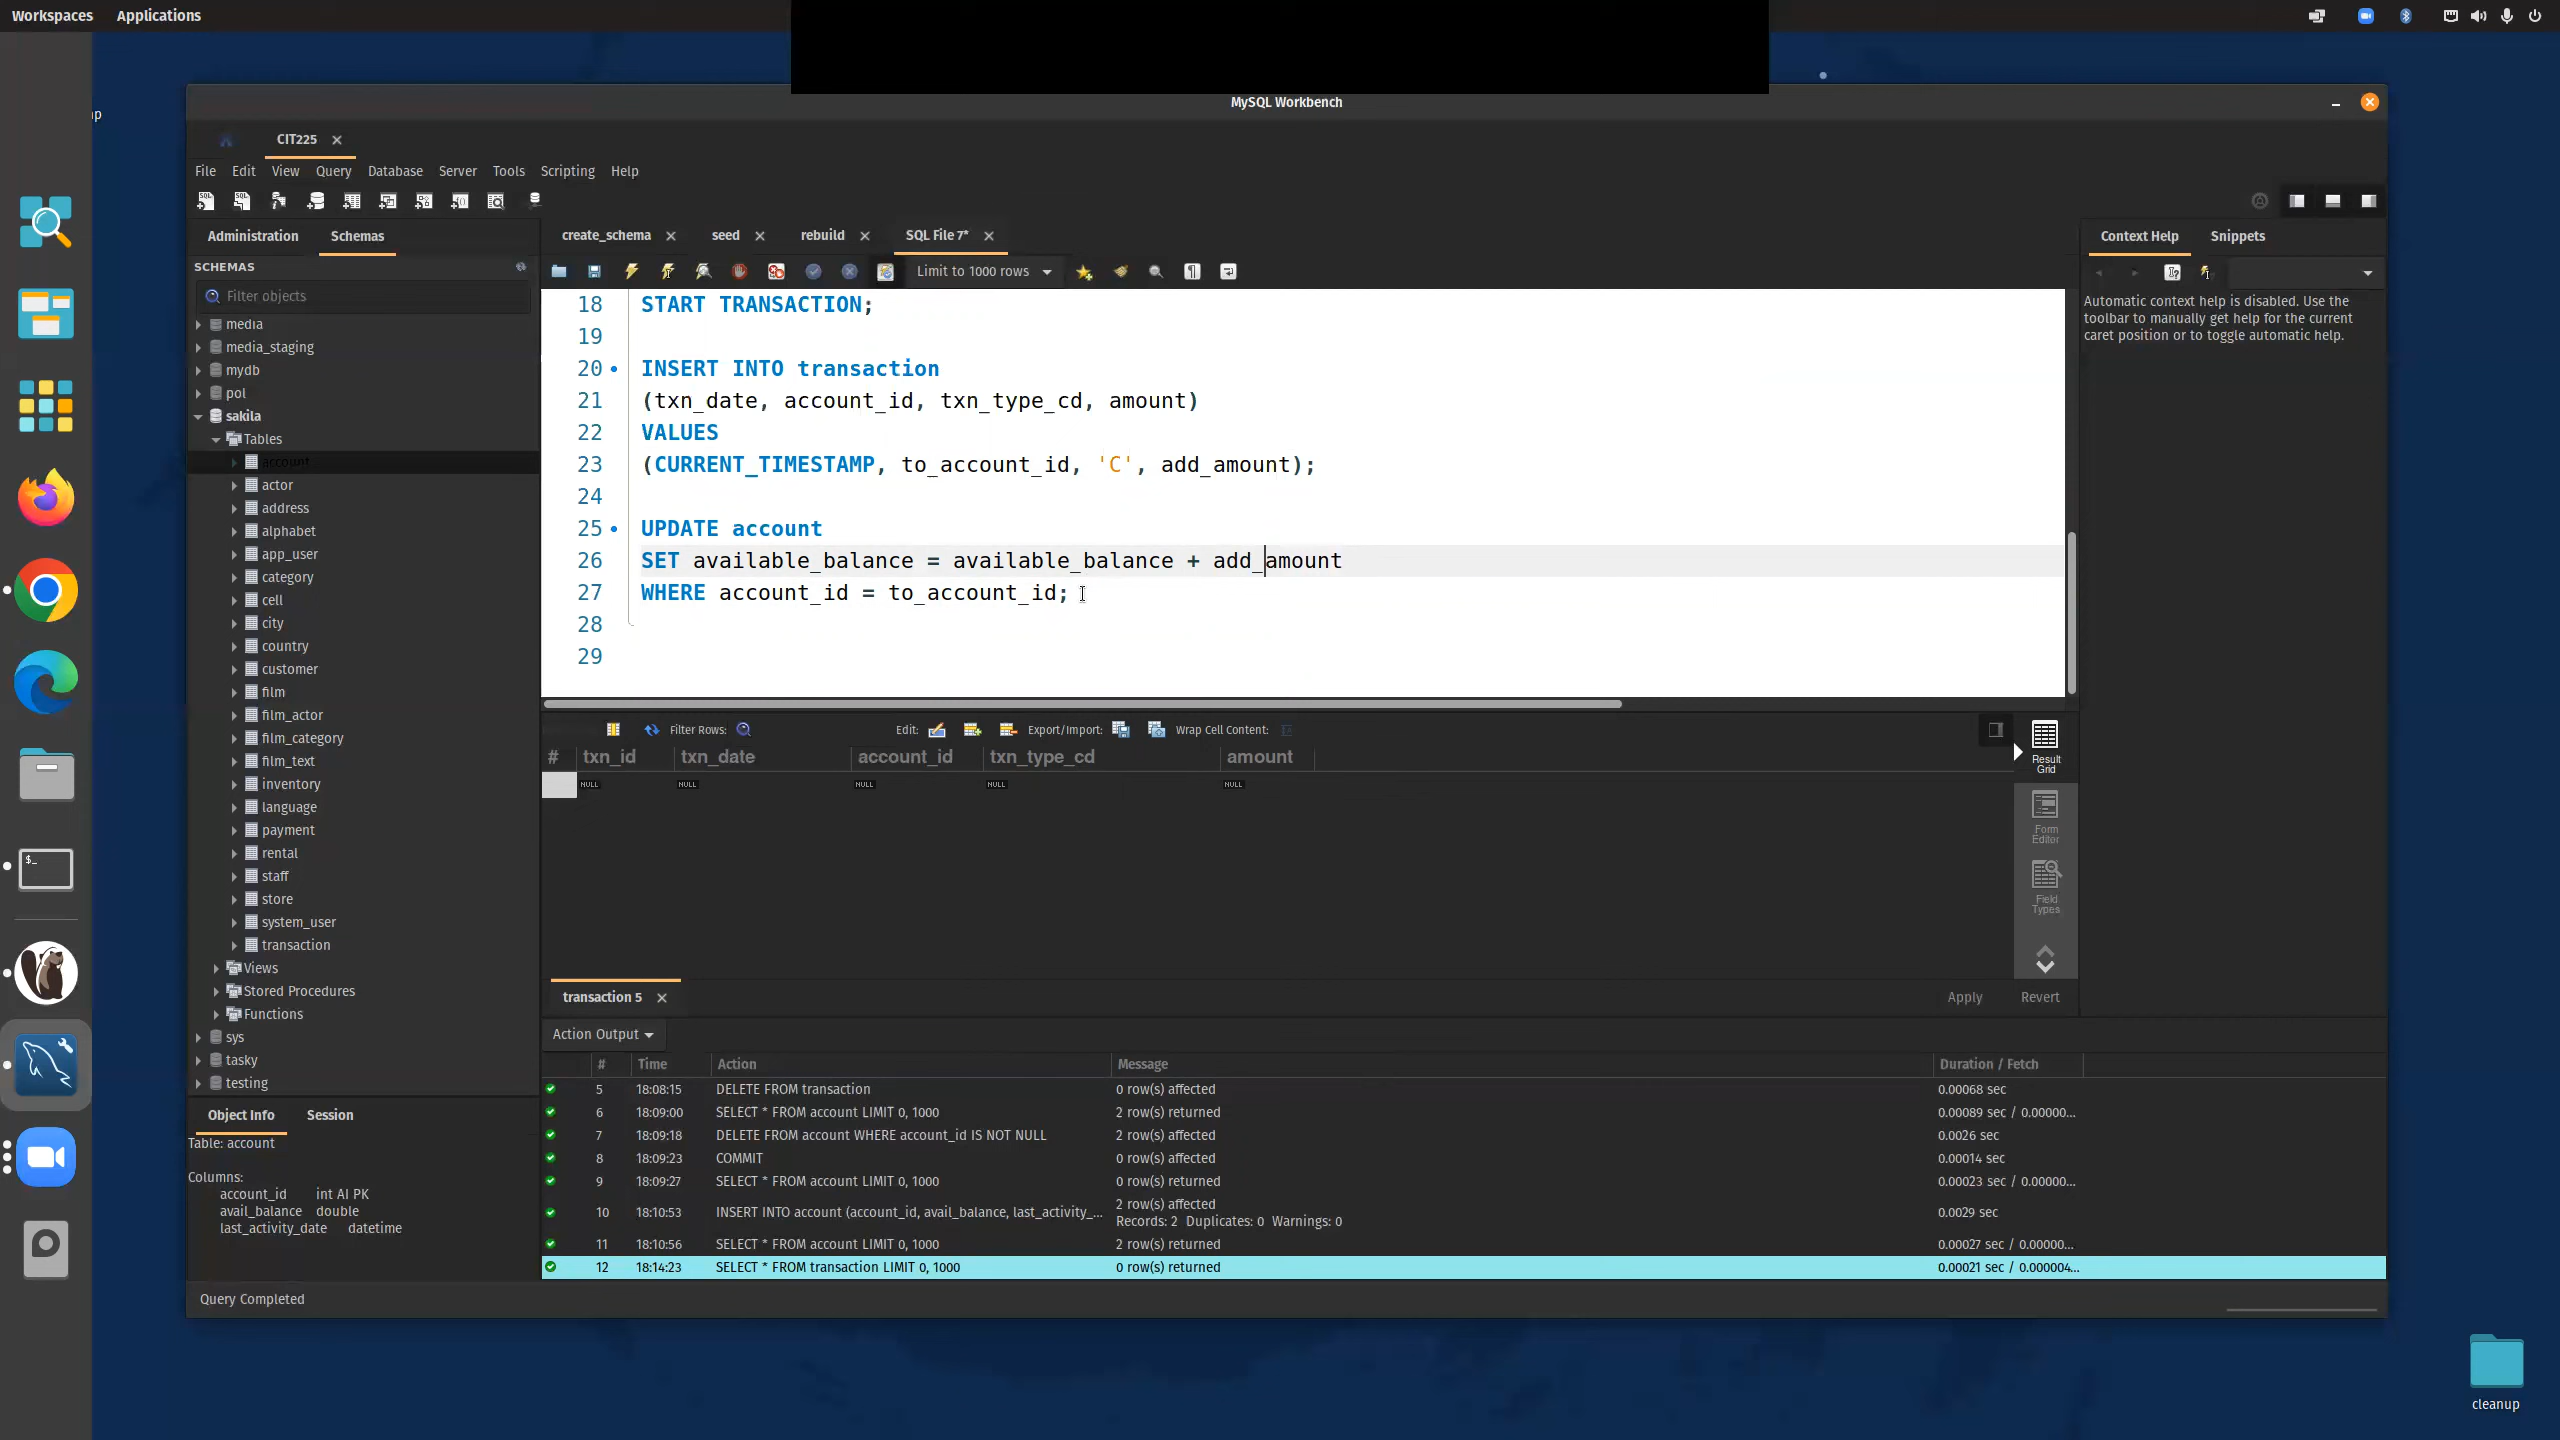 Workspaces Applications
MySQL Workbench
CIT225
File Edit View Query Database Server Tools Scripting Help
Administration Schemas
create_schema seed rebuild SQL File 7*
Context Help Snippets
SCHEMAS
Filter objects
Limit to 1000 rows
Automatic context help is disabled. Use the
toolbar to manually get help for the current
caret position or to toggle automatic help.
media
media_staging
mydb
pol
sakila
Tables
account
actor
address
alphabet
app_user
category
cell
city
country
customer
film
film_actor
film_category
film_text
inventory
language
payment
rental
staff
store
system_user
transaction
Views
Stored Procedures
Functions
sys
tasky
testing
18 START TRANSACTION;
19
20 INSERT INTO transaction
21 (txn_date, account_id, txn_type_cd, amount)
22 VALUES
23 (CURRENT_TIMESTAMP, to_account_id, 'C', add_amount);
24
25 UPDATE account
26 SET available_balance = available_balance + add_amount
27 WHERE account_id = to_account_id;
28
29
Filter Rows: Edit: Export/Import: Wrap Cell Content:
# txn_id txn_date account_id txn_type_cd amount
NULL NULL NULL NULL NULL
Result
Grid
Form
Editor
Field
Types
transaction 5 Apply Revert
Action Output
# Time Action Message Duration / Fetch
5 18:08:15 DELETE FROM transaction 0 row(s) affected 0.00068 sec
6 18:09:00 SELECT * FROM account LIMIT 0, 1000 2 row(s) returned 0.00089 sec / 0.00000...
7 18:09:18 DELETE FROM account WHERE account_id IS NOT NULL 2 row(s) affected 0.0026 sec
8 18:09:23 COMMIT 0 row(s) affected 0.00014 sec
9 18:09:27 SELECT * FROM account LIMIT 0, 1000 0 row(s) returned 0.00023 sec / 0.00000...
10 18:10:53 INSERT INTO account (account_id, avail_balance, last_activity_... 2 row(s) affected 0.0029 sec
Records: 2 Duplicates: 0 Warnings: 0
11 18:10:56 SELECT * FROM account LIMIT 0, 1000 2 row(s) returned 0.00027 sec / 0.00000...
12 18:14:23 SELECT * FROM transaction LIMIT 0, 1000 0 row(s) returned 0.00021 sec / 0.000004...
Object Info Session
Table: account
Columns:
account_id int AI PK
avail_balance double
last_activity_date datetime
Query Completed
cleanup